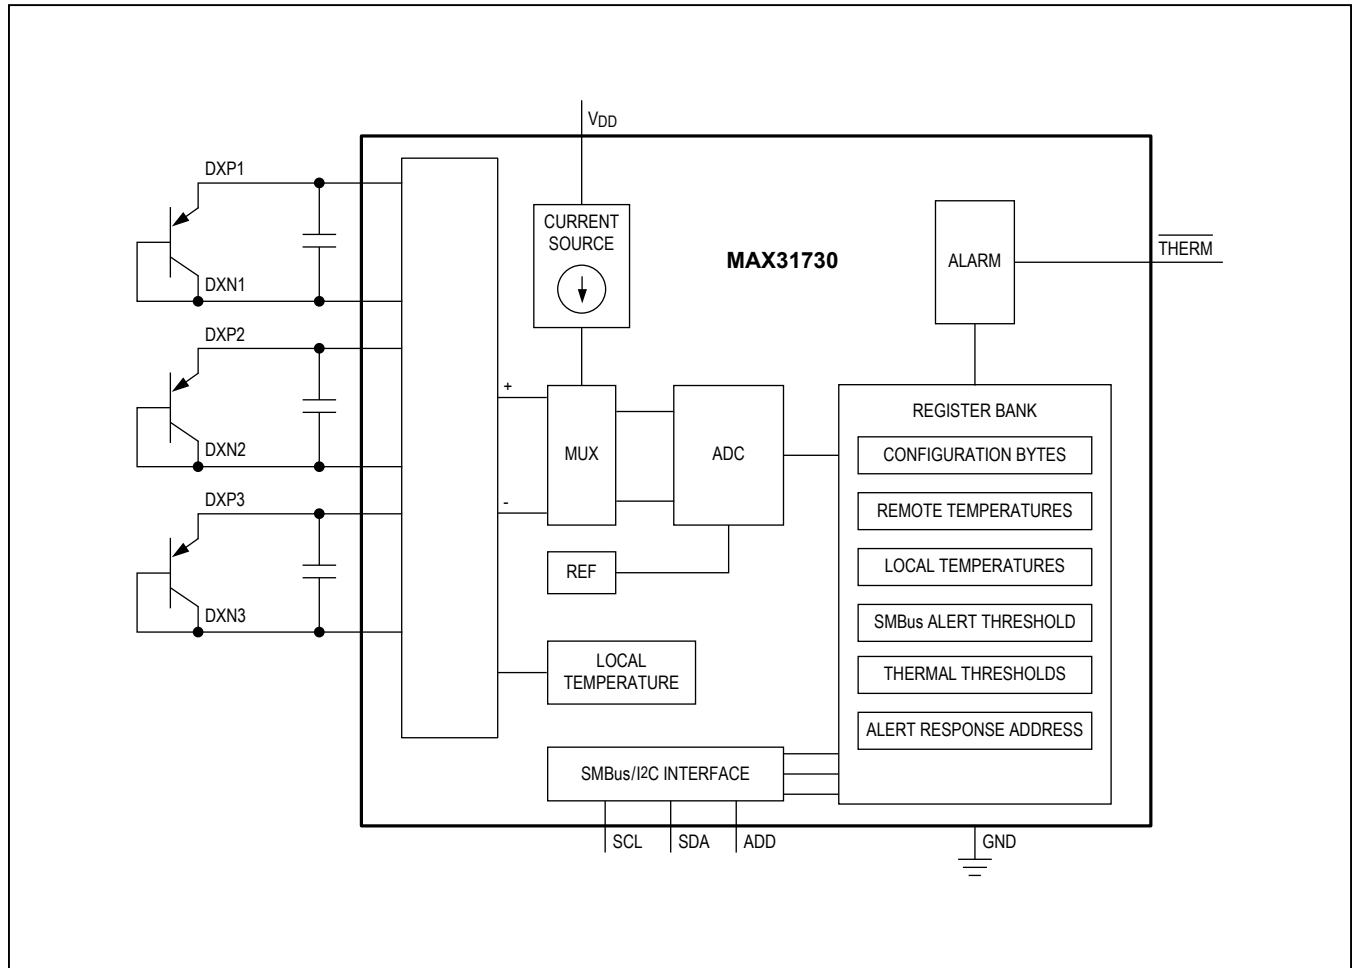 VDD
DXP1
DXN1
DXP2
DXN2
DXP3
DXN3
CURRENT
SOURCE
MAX31730
ALARM
THERM
+
-
MUX
ADC
REF
LOCAL
TEMPERATURE
REGISTER BANK
CONFIGURATION BYTES
REMOTE TEMPERATURES
LOCAL TEMPERATURES
SMBus ALERT THRESHOLD
THERMAL THRESHOLDS
ALERT RESPONSE ADDRESS
SMBus/I2C INTERFACE
SCL
SDA
ADD
GND